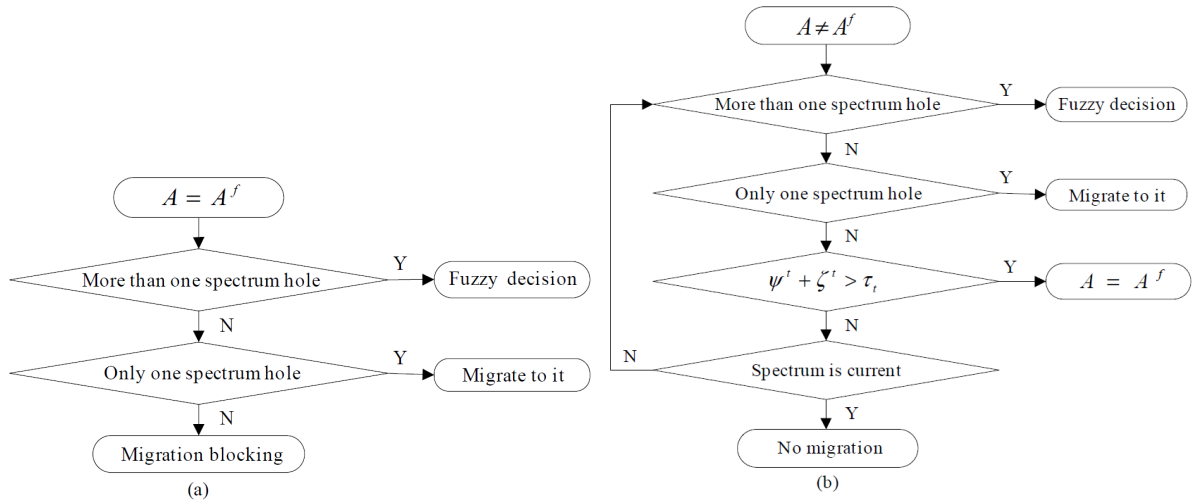 A = A^f
More than one spectrum hole
Y
Fuzzy decision
N
Only one spectrum hole
Y
Migrate to it
N
Migration blocking
(a)
A ≠ A^f
More than one spectrum hole
Y
Fuzzy decision
N
Only one spectrum hole
Y
Migrate to it
N
ψ^t + ζ^t > τ_t
Y
A = A^f
N
Spectrum is current
N
Y
No migration
(b)